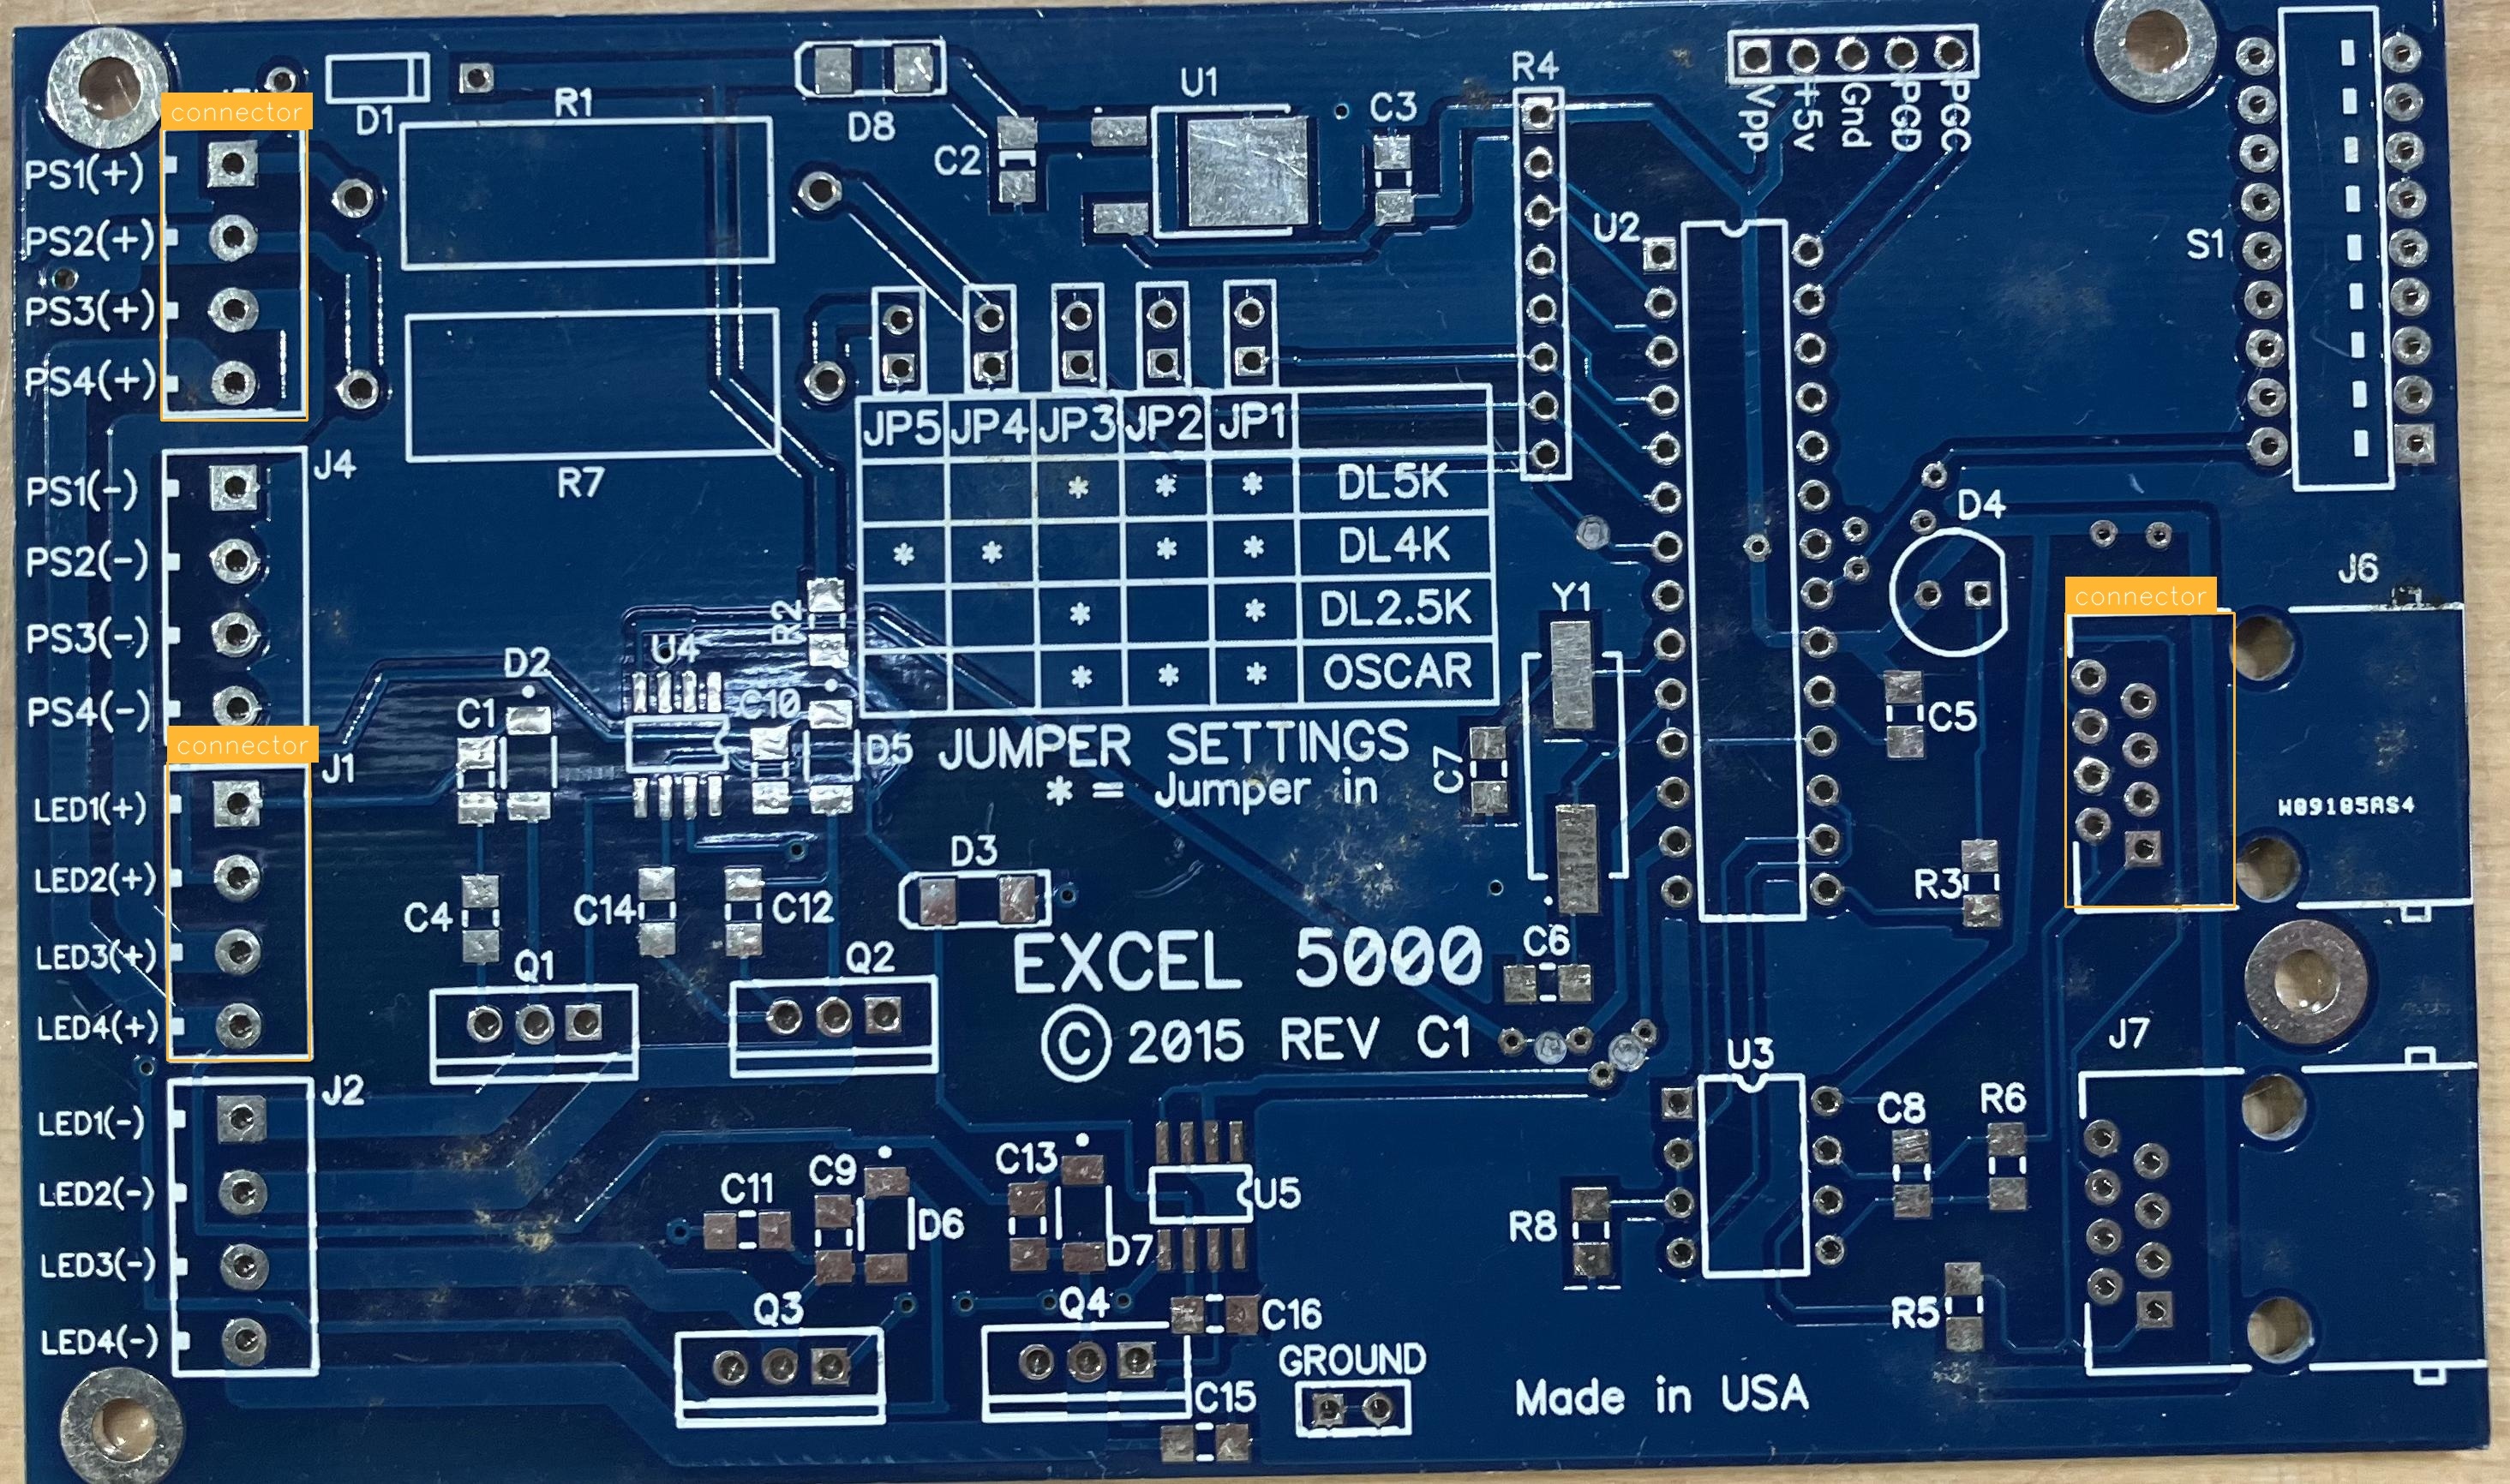 connector
D1
R1
D8
U1
C2
C3
R4
Vpp
+5v
Gnd
PGD
PGC
PS1(+)
PS2(+)
PS3(+)
PS4(+)
U2
S1
J4
R7
PS1(-)
PS2(-)
PS3(-)
PS4(-)
JP5 JP4 JP3 JP2 JP1
* * * DL5K
* * * * DL4K
* * DL2.5K
* * * OSCAR
JUMPER SETTINGS
* = Jumper in
R2
U4
D2
C1
C10
D5
Y1
C7
D4
C5
J6
connector
W89185AS4
R3
connector
J1
LED1(+)
LED2(+)
LED3(+)
LED4(+)
C4
C14
C12
D3
Q1
Q2
EXCEL 5000
© 2015 REV C1
C6
U3
J7
J2
LED1(-)
LED2(-)
LED3(-)
LED4(-)
C11
C9
D6
C13
D7
U5
R8
C8
R6
R5
Q3
Q4
C16
C15
GROUND
Made in USA